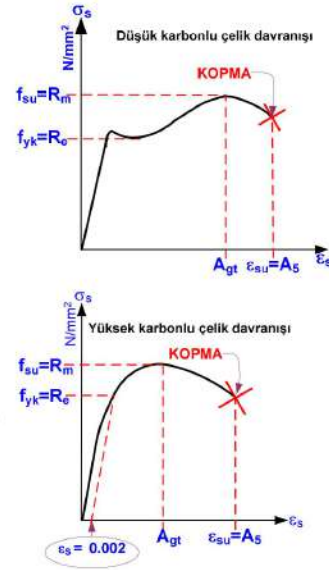 σs
N/mm²
Düşük karbonlu çelik davranışı
KOPMA
fsu=Rm
fyk=Re
εs
Agt
εsu=A5
σs
N/mm²
Yüksek karbonlu çelik davranışı
KOPMA
fsu=Rm
fyk=Re
εs
Agt
εsu=A5
εs = 0.002